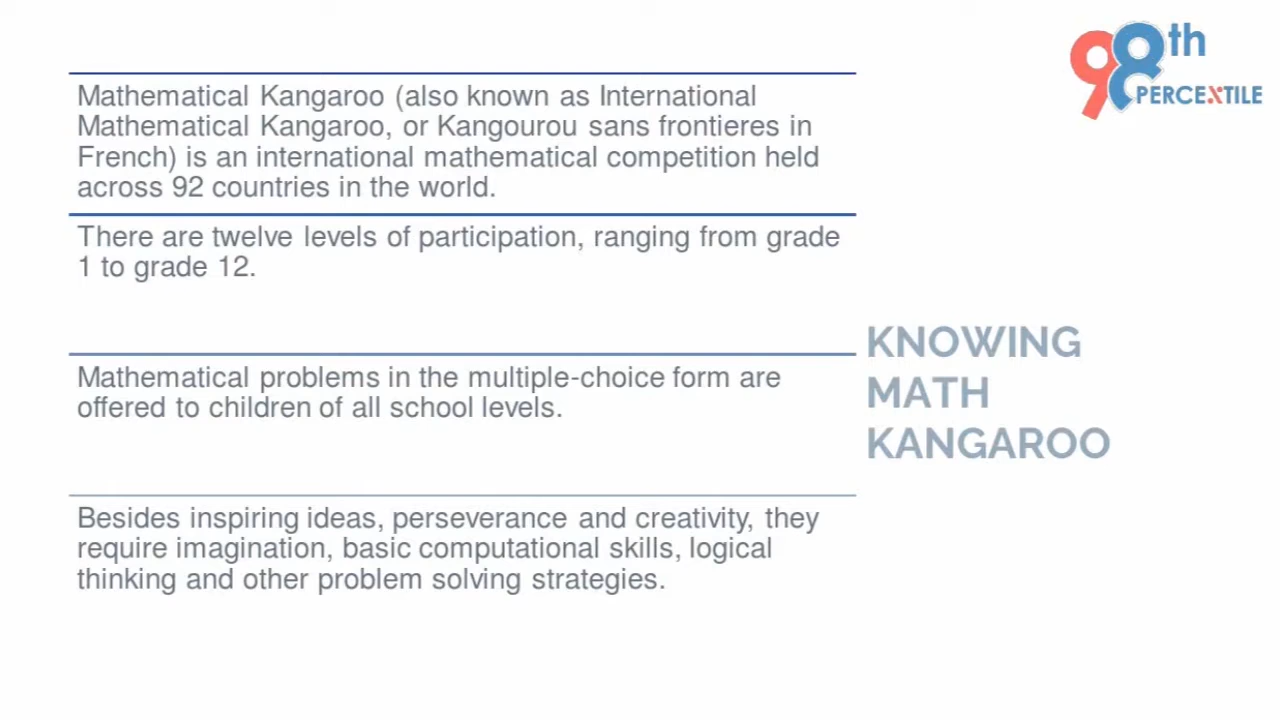 98th
PERCEXTILE
Mathematical Kangaroo (also known as International
Mathematical Kangaroo, or Kangourou sans frontieres in
French) is an international mathematical competition held
across 92 countries in the world.
There are twelve levels of participation, ranging from grade
1 to grade 12.
Mathematical problems in the multiple-choice form are
offered to children of all school levels.
Besides inspiring ideas, perseverance and creativity, they
require imagination, basic computational skills, logical
thinking and other problem solving strategies.
KNOWING
MATH
KANGAROO